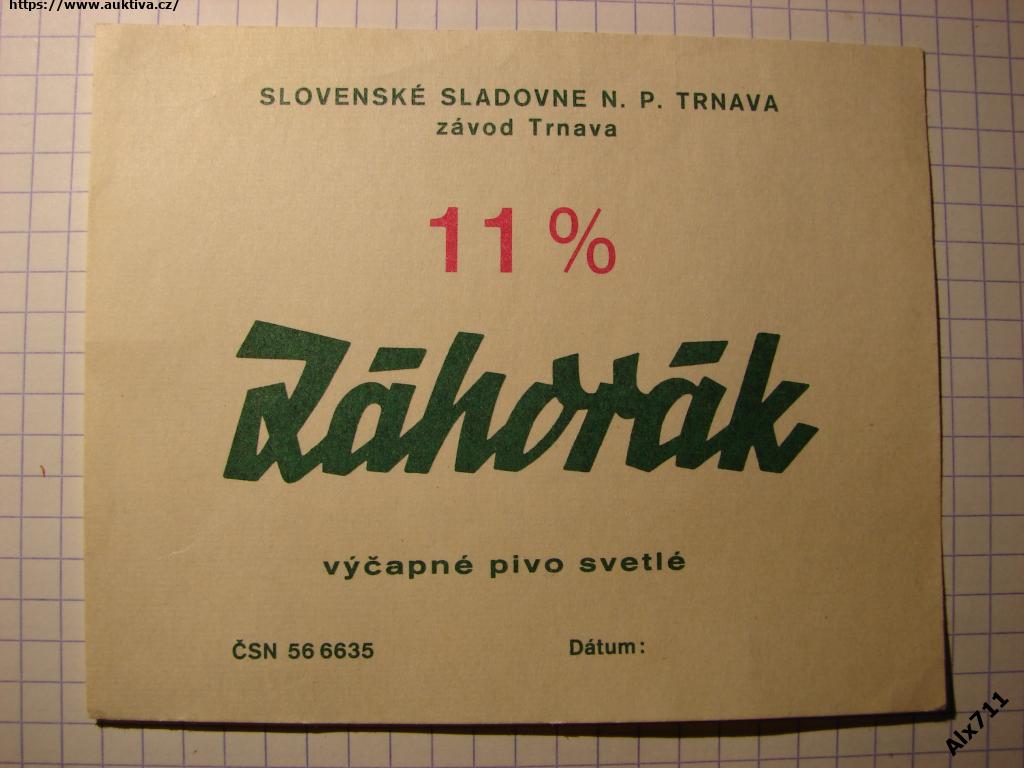 https://www.auktiva.cz/
SLOVENSKÉ SLADOVNE N. P. TRNAVA
závod Trnava
11 %
Záhorák
výčapné pivo svetlé
ČSN 56 6635
Dátum:
Alx711